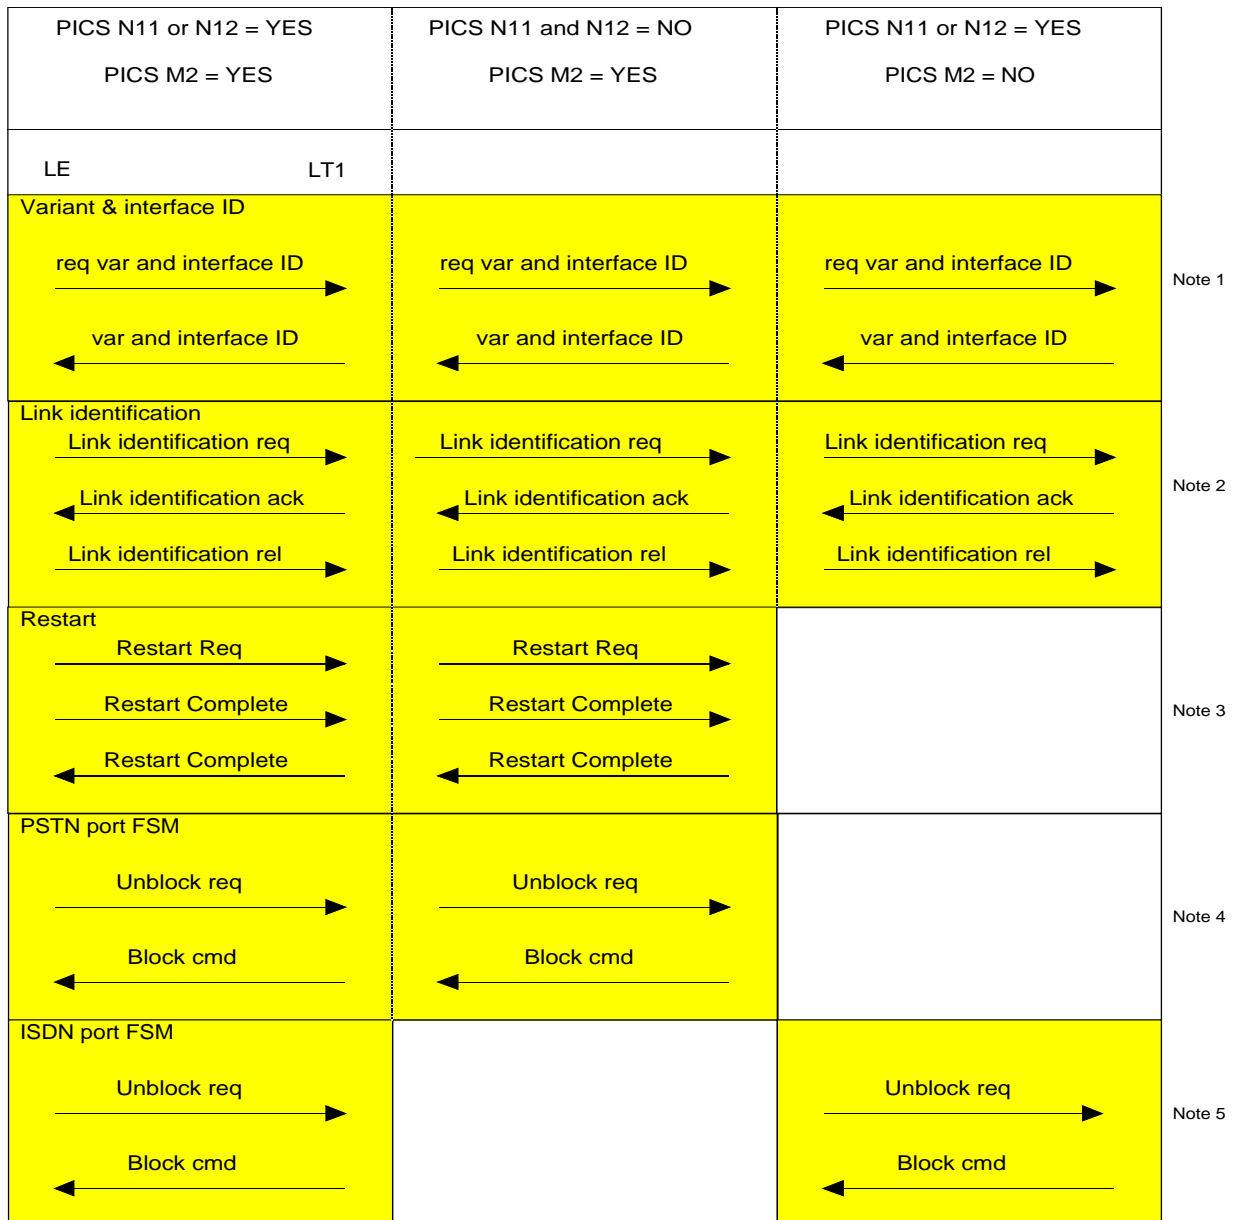 PICS N11 or N12 = YES
PICS M2 = YES
PICS N11 and N12 = NO
PICS M2 = YES
PICS N11 or N12 = YES
PICS M2 = NO
LE LT1
Variant & interface ID
req var and interface ID
req var and interface ID
req var and interface ID
Note 1
var and interface ID
var and interface ID
var and interface ID
Link identification
Link identification req
Link identification req
Link identification req
Link identification ack
Link identification ack
Link identification ack
Note 2
Link identification rel
Link identification rel
Link identification rel
Restart
Restart Req
Restart Req
Restart Complete
Restart Complete
Note 3
Restart Complete
Restart Complete
PSTN port FSM
Unblock req
Unblock req
Note 4
Block cmd
Block cmd
ISDN port FSM
Unblock req
Unblock req
Note 5
Block cmd
Block cmd